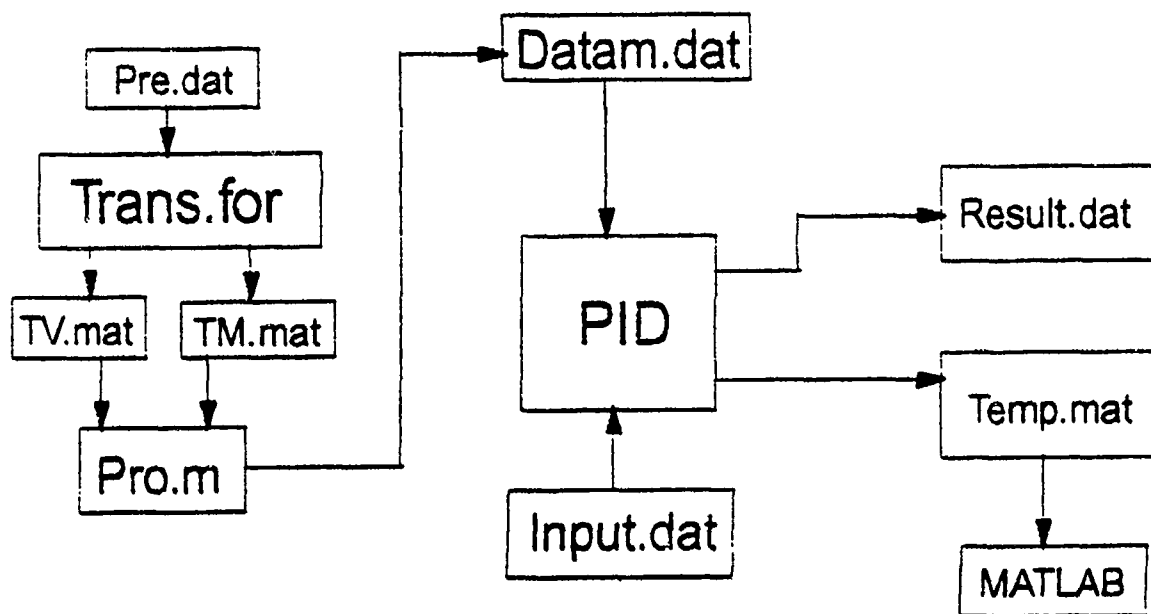 Pre.dat
Trans.for
TV.mat
TM.mat
Pro.m
Datam.dat
PID
Input.dat
Result.dat
Temp.mat
MATLAB